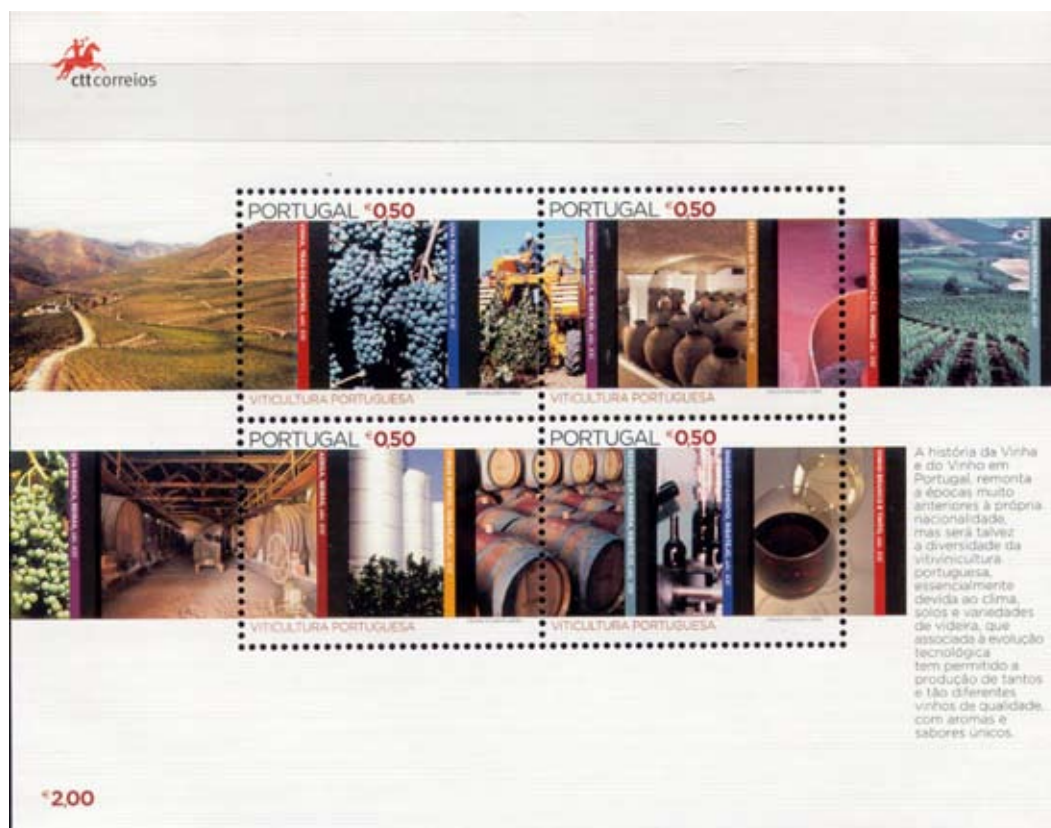 cttcorreios
PORTUGAL €0,50
PORTUGAL €0,50
VITICULTURA PORTUGUESA
VITICULTURA PORTUGUESA
PORTUGAL €0,50
PORTUGAL €0,50
VITICULTURA PORTUGUESA
VITICULTURA PORTUGUESA
A história da Vinha
e do Vinho em
Portugal, remonta
a épocas muito
anteriores à própria
nacionalidade,
mas será talvez
a diversidade da
vitivinicultura
portuguesa,
essencialmente
devida ao clima,
solos e variedades
de videira, que
associada à evolução
tecnológica
tem permitido a
produção de tantos
e tão diferentes
vinhos de qualidade,
com aromas e
sabores únicos.
€2,00